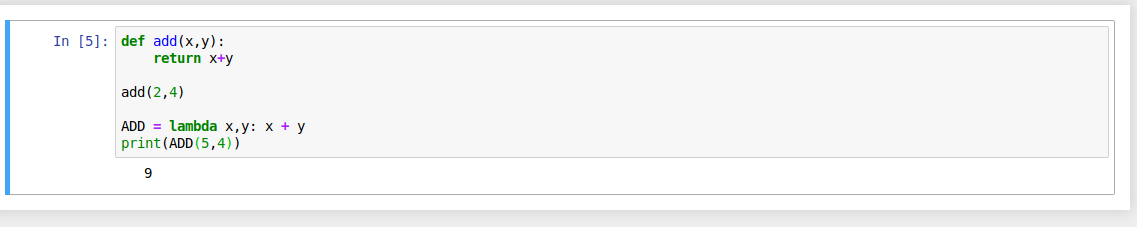 In [5]: def add(x,y):
    return x+y
add(2,4)
ADD = lambda x,y: x + y
print(ADD(5,4))
9